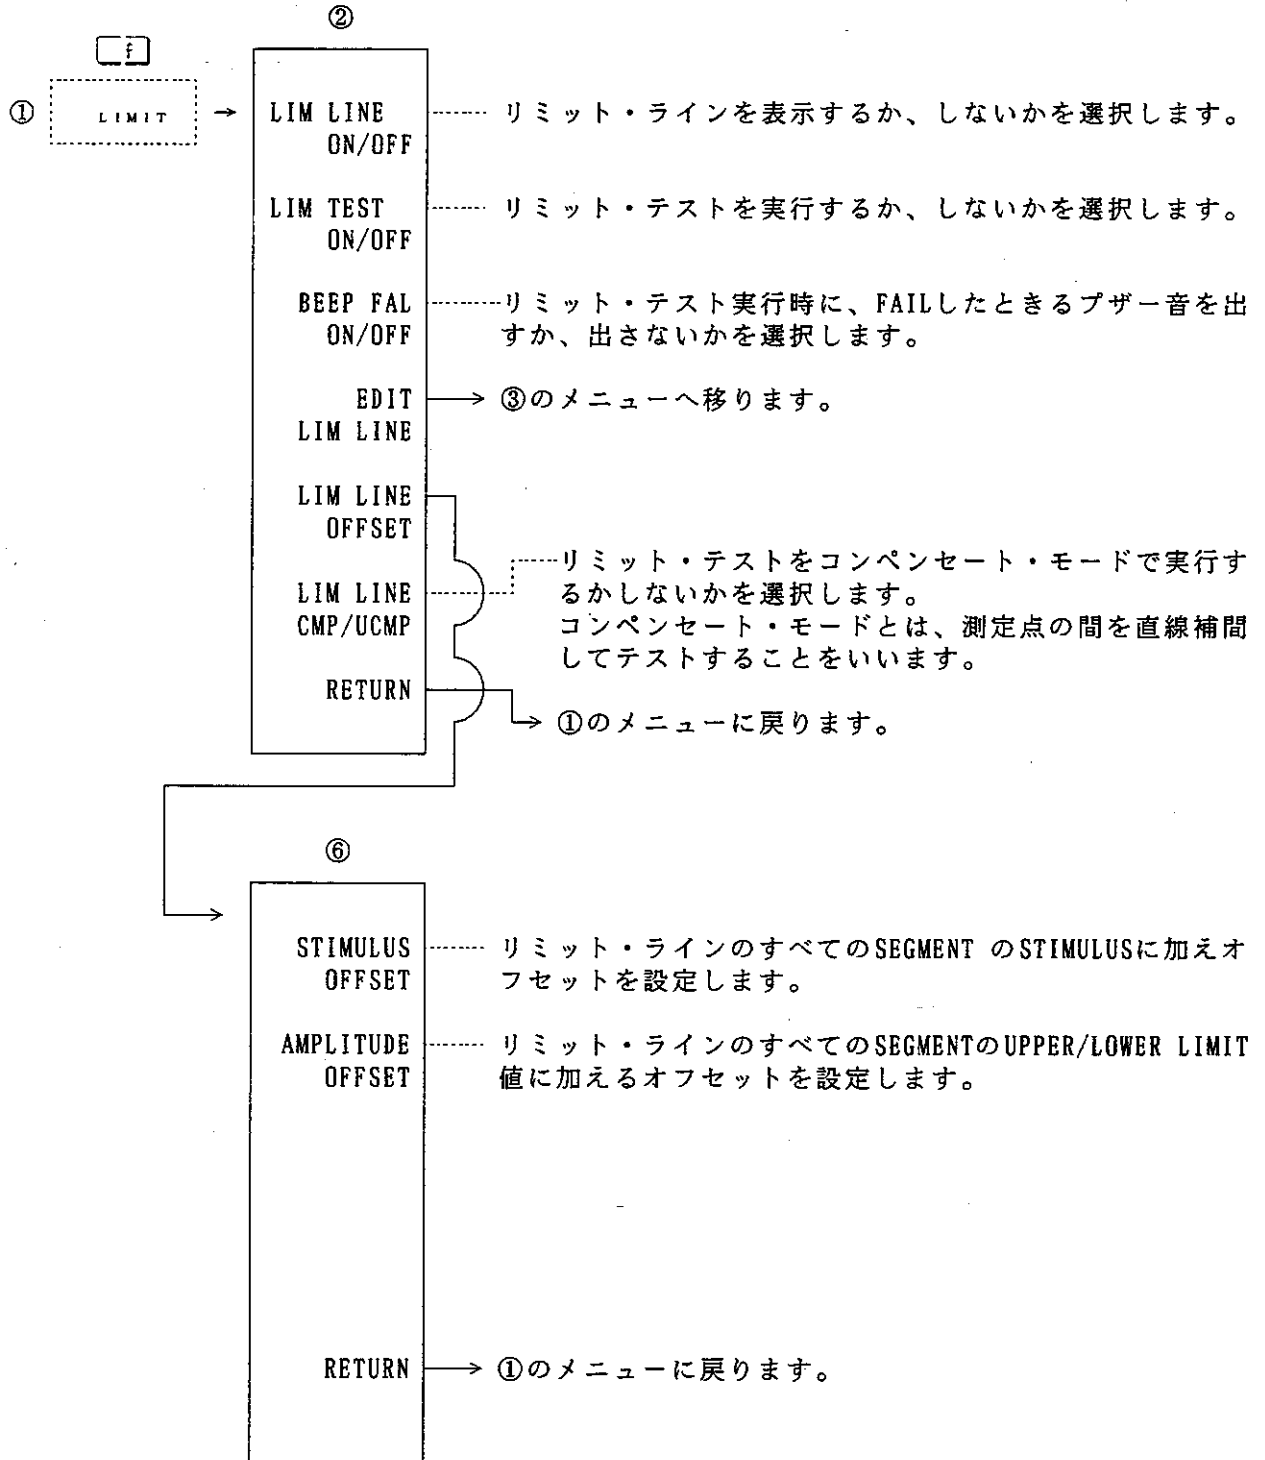 ②
f
① LIMIT →
LIM LINE リミット・ラインを表示するか、しないかを選択します。
ON/OFF
LIM TEST リミット・テストを実行するか、しないかを選択します。
ON/OFF
BEEP FAL リミット・テスト実行時に、FAILしたときるブザー音を出
ON/OFF すか、出さないかを選択します。
EDIT → ③のメニューへ移ります。
LIM LINE
LIM LINE
OFFSET
リミット・テストをコンペンセート・モードで実行す
LIM LINE るかしないかを選択します。
CMP/UCMP コンペンセート・モードとは、測定点の間を直線補間
してテストすることをいいます。
RETURN
→ ①のメニューに戻ります。
⑥
STIMULUS リミット・ラインのすべてのSEGMENT のSTIMULUSに加えオ
OFFSET フセットを設定します。
AMPLITUDE リミット・ラインのすべてのSEGMENTのUPPER/LOWER LIMIT
OFFSET 値に加えるオフセットを設定します。
RETURN → ①のメニューに戻ります。